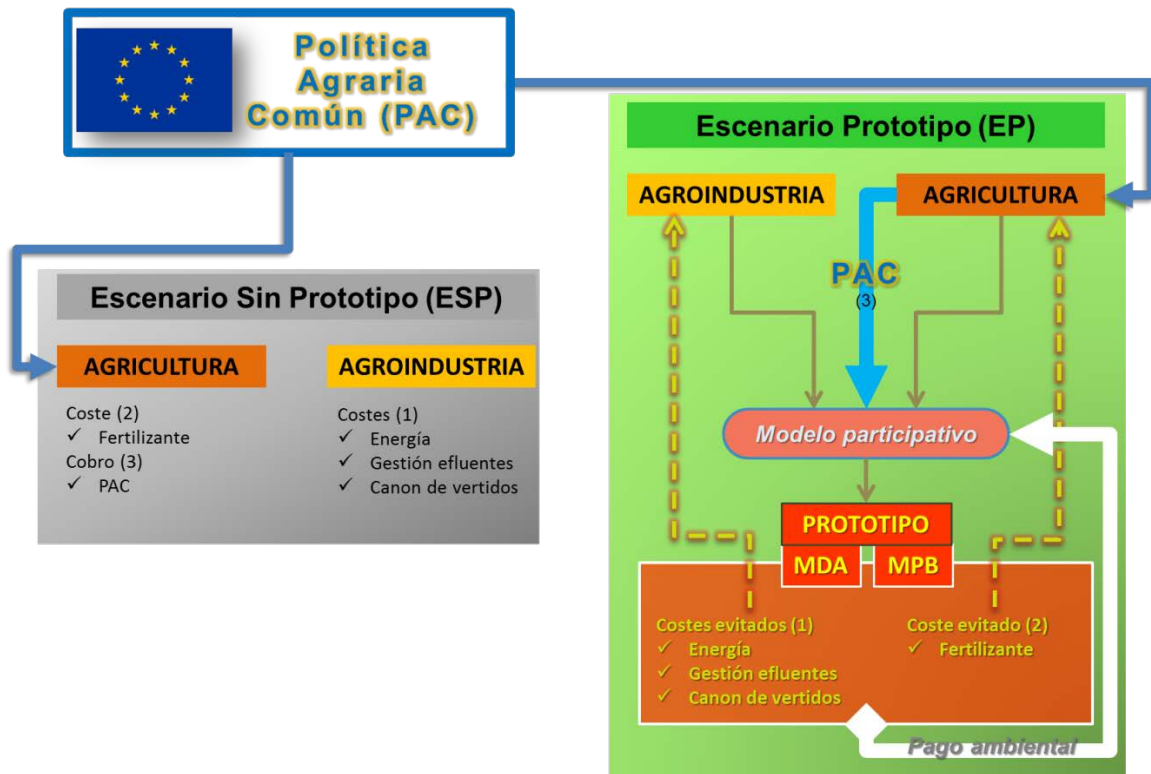 Política
Agraria
Común (PAC)
Escenario Sin Prototipo (ESP)
AGRICULTURA
Coste (2)
✓ Fertilizante
Cobro (3)
✓ PAC
AGROINDUSTRIA
Costes (1)
✓ Energía
✓ Gestión efluentes
✓ Canon de vertidos
Escenario Prototipo (EP)
AGROINDUSTRIA
AGRICULTURA
PAC
(3)
Modelo participativo
PROTOTIPO
MDA
MPB
Costes evitados (1)
✓ Energía
✓ Gestión efluentes
✓ Canon de vertidos
Coste evitado (2)
✓ Fertilizante
Pago ambiental